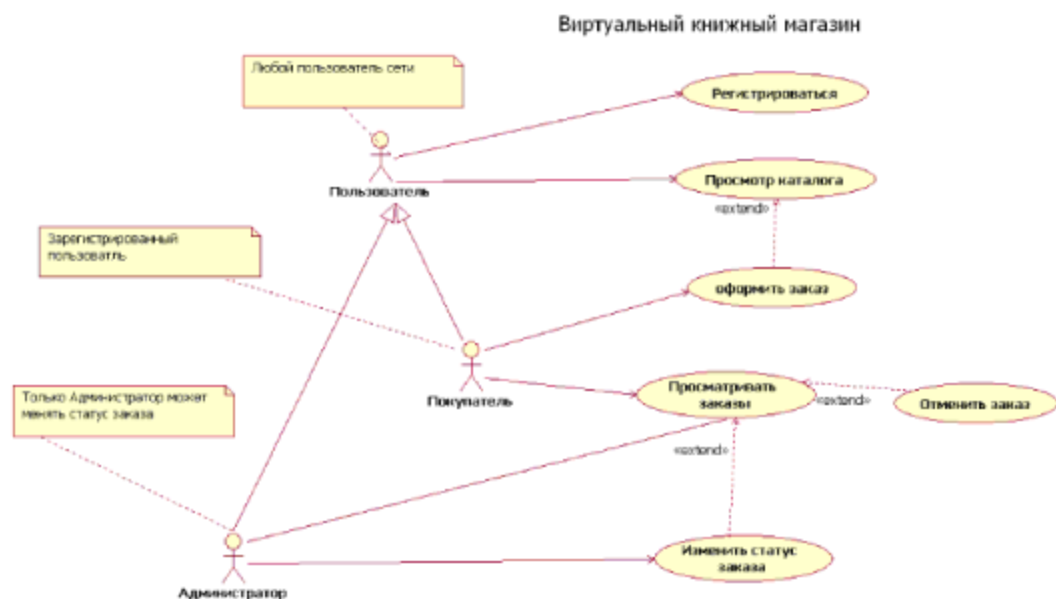 Виртуальный книжный магазин
Любой пользователь сети
Регистрироваться
Пользователь
Просмотр каталога
«extend»
Зарегистрированный
пользоватль
оформить заказ
Покупатель
Просматривать
заказы
«extend»
Отменить заказ
Только Администратор может
менять статус заказа
«extend»
Изменить статус
заказа
Администратор